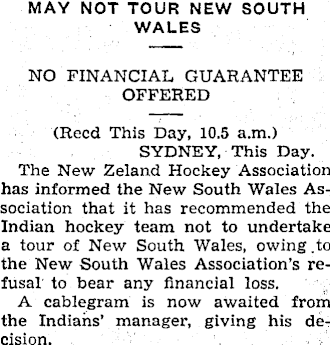 MAY NOT TOUR NEW SOUTH
WALES
NO FINANCIAL GUARANTEE
OFFERED
(Recd This Day, 10.5 a.m.)
SYDNEY, This Day.
The New Zeland Hockey Association
has informed the New South Wales As-
sociation that it has recommended the
Indian hockey team not to undertake
a tour of New South Wales, owing to
the New South Wales Association's re-
fusal to bear any financial loss.
A cablegram is now awaited from
the Indians' manager, giving his de-
cision.